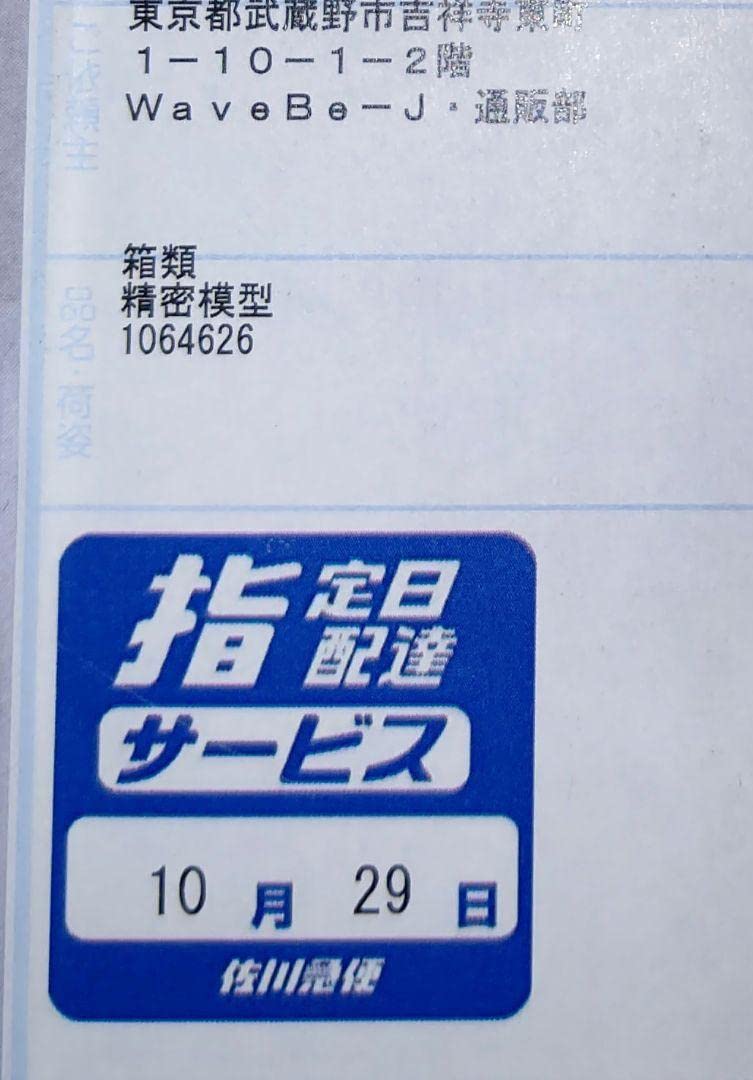 東京都武蔵野市吉祥寺東町
1-10-1-2階
WaveBe-J・通販部
ご依頼主
箱類
精密模型
1064626
品名・荷姿
指定日
配達
サービス
10月29日
佐川急便